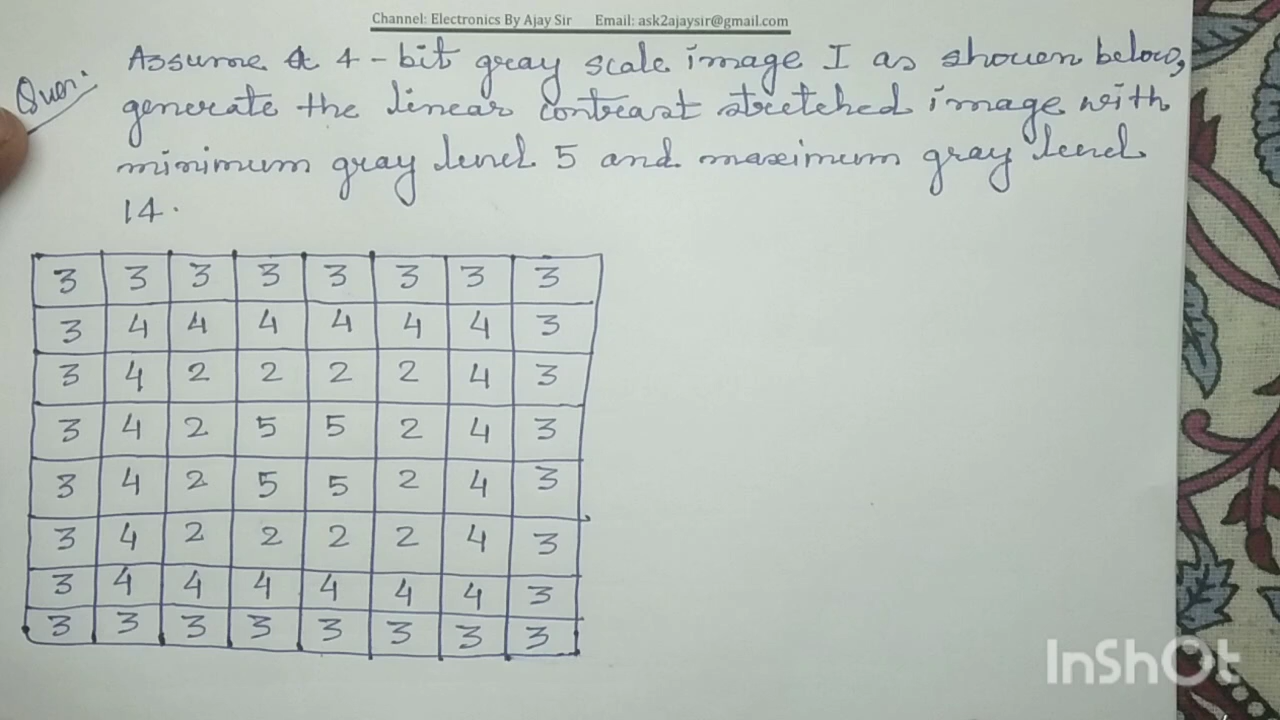 Channel: Electronics By Ajay Sir Email: ask2ajaysir@gmail.com
Ques:
Assume a 4-bit gray scale image I as shown below,
generate the linear contrast stretched image with
minimum gray level 5 and maximum gray level
14.
3 3 3 3 3 3 3 3
3 4 4 4 4 4 4 3
3 4 2 2 2 2 4 3
3 4 2 5 5 2 4 3
3 4 2 5 5 2 4 3
3 4 2 2 2 2 4 3
3 4 4 4 4 4 4 3
3 3 3 3 3 3 3 3
InShOt